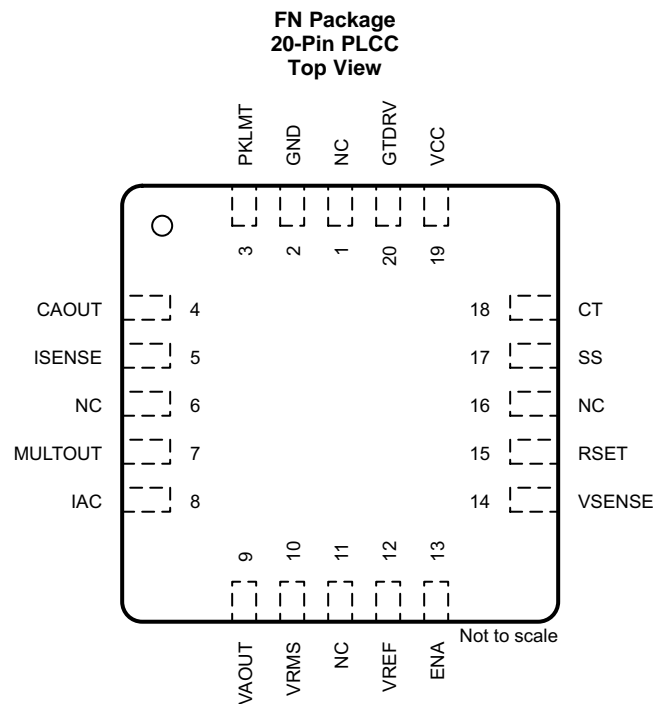 FN Package
20-Pin PLCC
Top View
PKLMT
GND
NC
GTDRV
VCC
3
2
1
20
19
CAOUT 4
ISENSE 5
NC 6
MULTOUT 7
IAC 8
18 CT
17 SS
16 NC
15 RSET
14 VSENSE
9
10
11
12
13
VAOUT
VRMS
NC
VREF
ENA
Not to scale